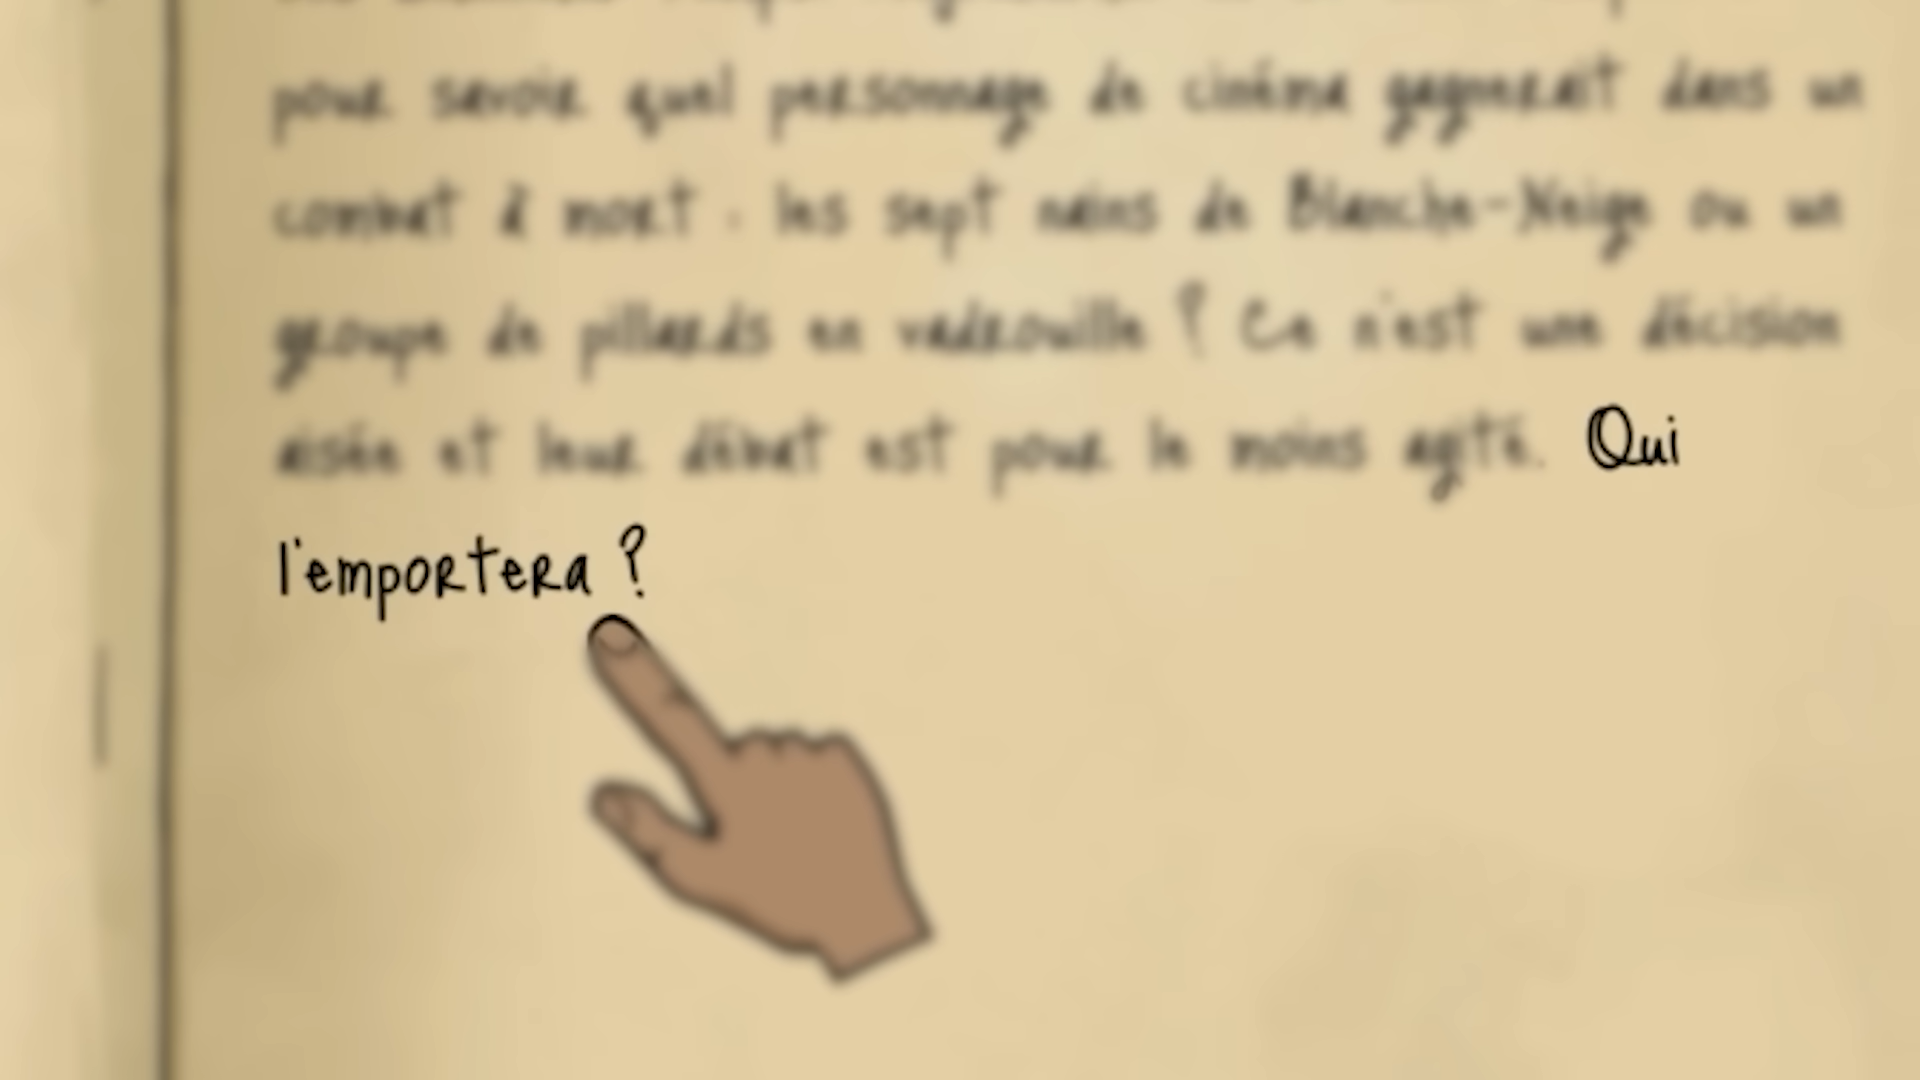 pour savoir quel personnage de cinéma gagnerait dans un
combat à mort : les sept nains de Blanche-Neige ou un
groupe de pillards en vadrouille ? Ce n'est une décision
aisée et leur débat est pour le moins agité. Qui
l'emportera ?